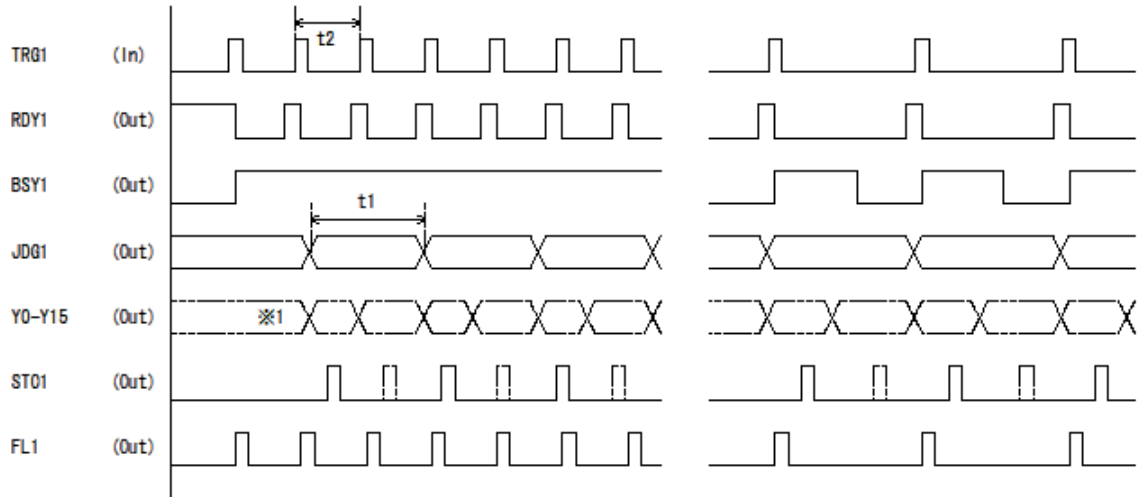 t2
TRG1 (In)
RDY1 (Out)
BSY1 (Out)
t1
JDG1 (Out)
Y0-Y15 (Out) ※1
STO1 (Out)
FL1 (Out)